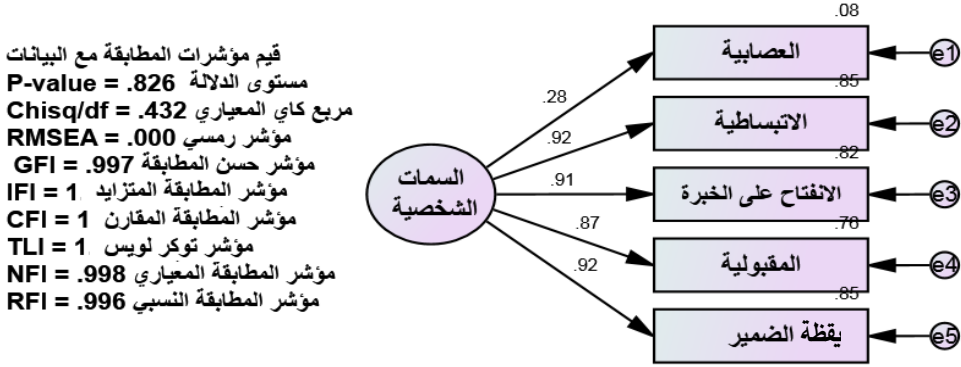 قيم مؤشرات المطابقة مع البيانات
مستوى الدلالة P-value = .826
مربع كاي المعياري Chisq/df = .432
مؤشر رمسي RMSEA = .000
مؤشر حسن المطابقة GFI = .997
مؤشر المطابقة المتزايد IFI = 1
مؤشر المطابقة المقارن CFI = 1
مؤشر توكر لويس TLI = 1
مؤشر المطابقة المعياري NFI = .998
مؤشر المطابقة النسبي RFI = .996
السمات
الشخصية
.28
.92
.91
.87
.92
.08
العصابية
e1
.85
الاتبساطية
e2
.82
الانفتاح على الخبرة
e3
.76
المقبولية
e4
.85
يقظة الضمير
e5